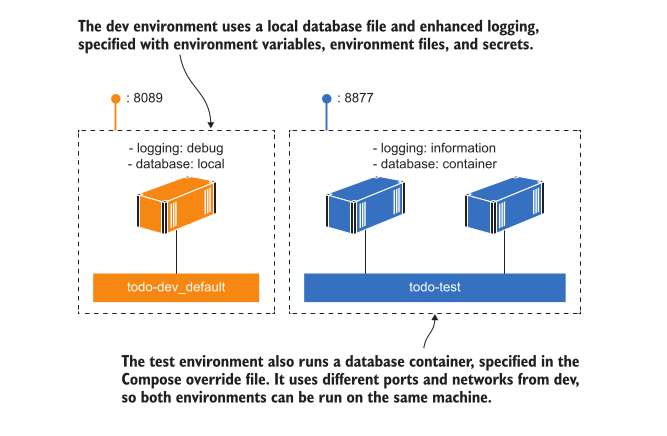 The dev environment uses a local database file and enhanced logging,
specified with environment variables, environment files, and secrets.
: 8089
: 8877
- logging: debug
- database: local
- logging: information
- database: container
todo-dev_default
todo-test
The test environment also runs a database container, specified in the
Compose override file. It uses different ports and networks from dev,
so both environments can be run on the same machine.